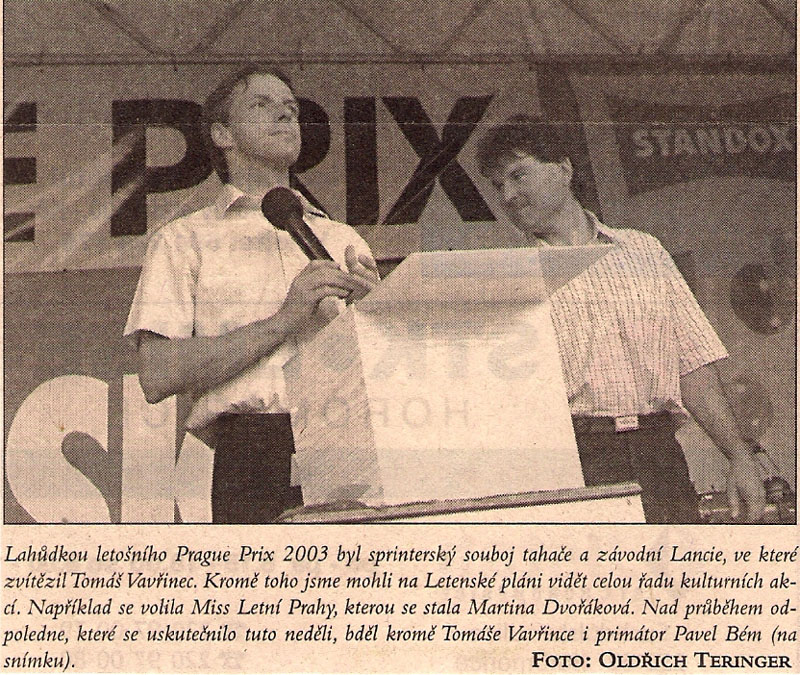 E PRIX
STANDOX
Lahůdkou letošního Prague Prix 2003 byl sprinterský souboj tahače a závodní Lancie, ve které
zvítězil Tomáš Vavřinec. Kromě toho jsme mohli na Letenské pláni vidět celou řadu kulturních ak-
cí. Například se volila Miss Letní Prahy, kterou se stala Martina Dvořáková. Nad průběhem od-
poledne, které se uskutečnilo tuto neděli, bděl kromě Tomáše Vavřince i primátor Pavel Bém (na
snímku). FOTO: OLDŘICH TERINGER